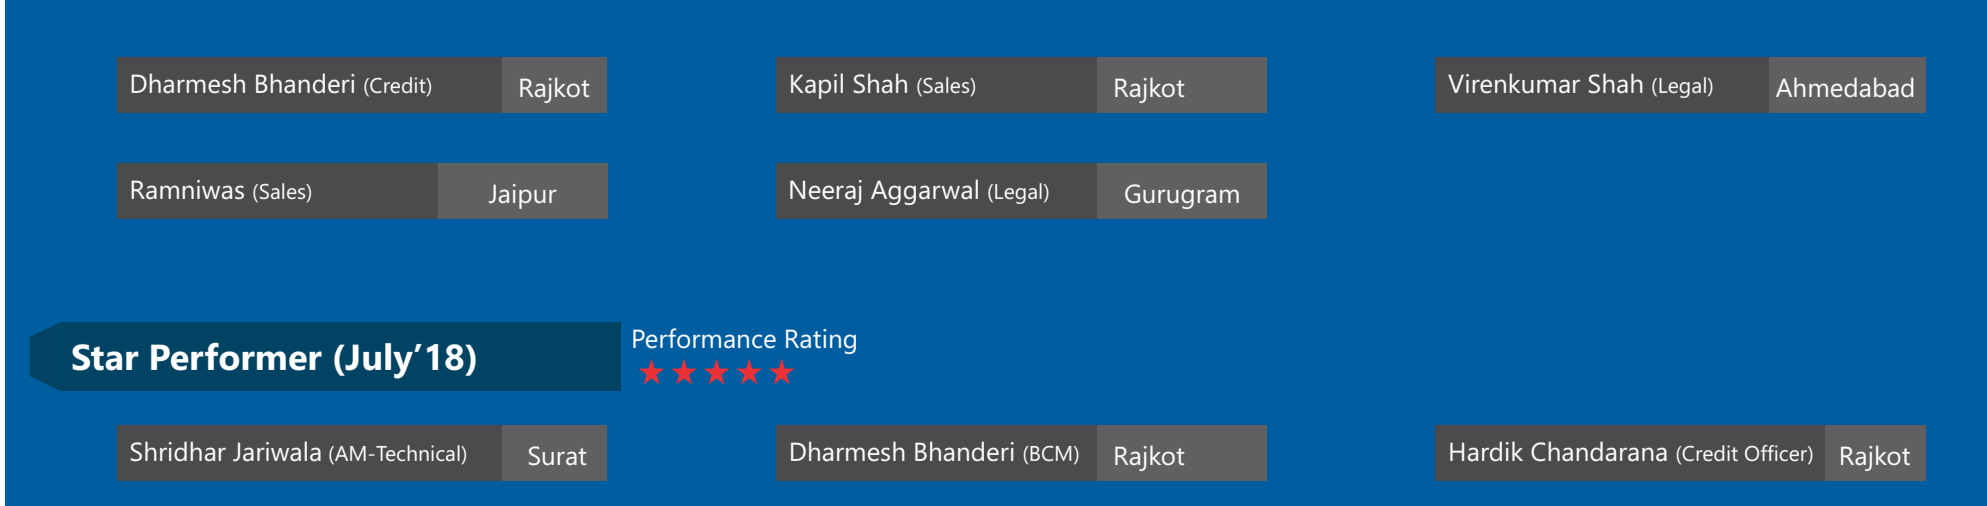 Dharmesh Bhanderi (Credit) Rajkot
Kapil Shah (Sales) Rajkot
Virenkumar Shah (Legal) Ahmedabad
Ramniwas (Sales) Jaipur
Neeraj Aggarwal (Legal) Gurugram
Star Performer (July’18)
Performance Rating
Shridhar Jariwala (AM-Technical) Surat
Dharmesh Bhanderi (BCM) Rajkot
Hardik Chandarana (Credit Officer) Rajkot